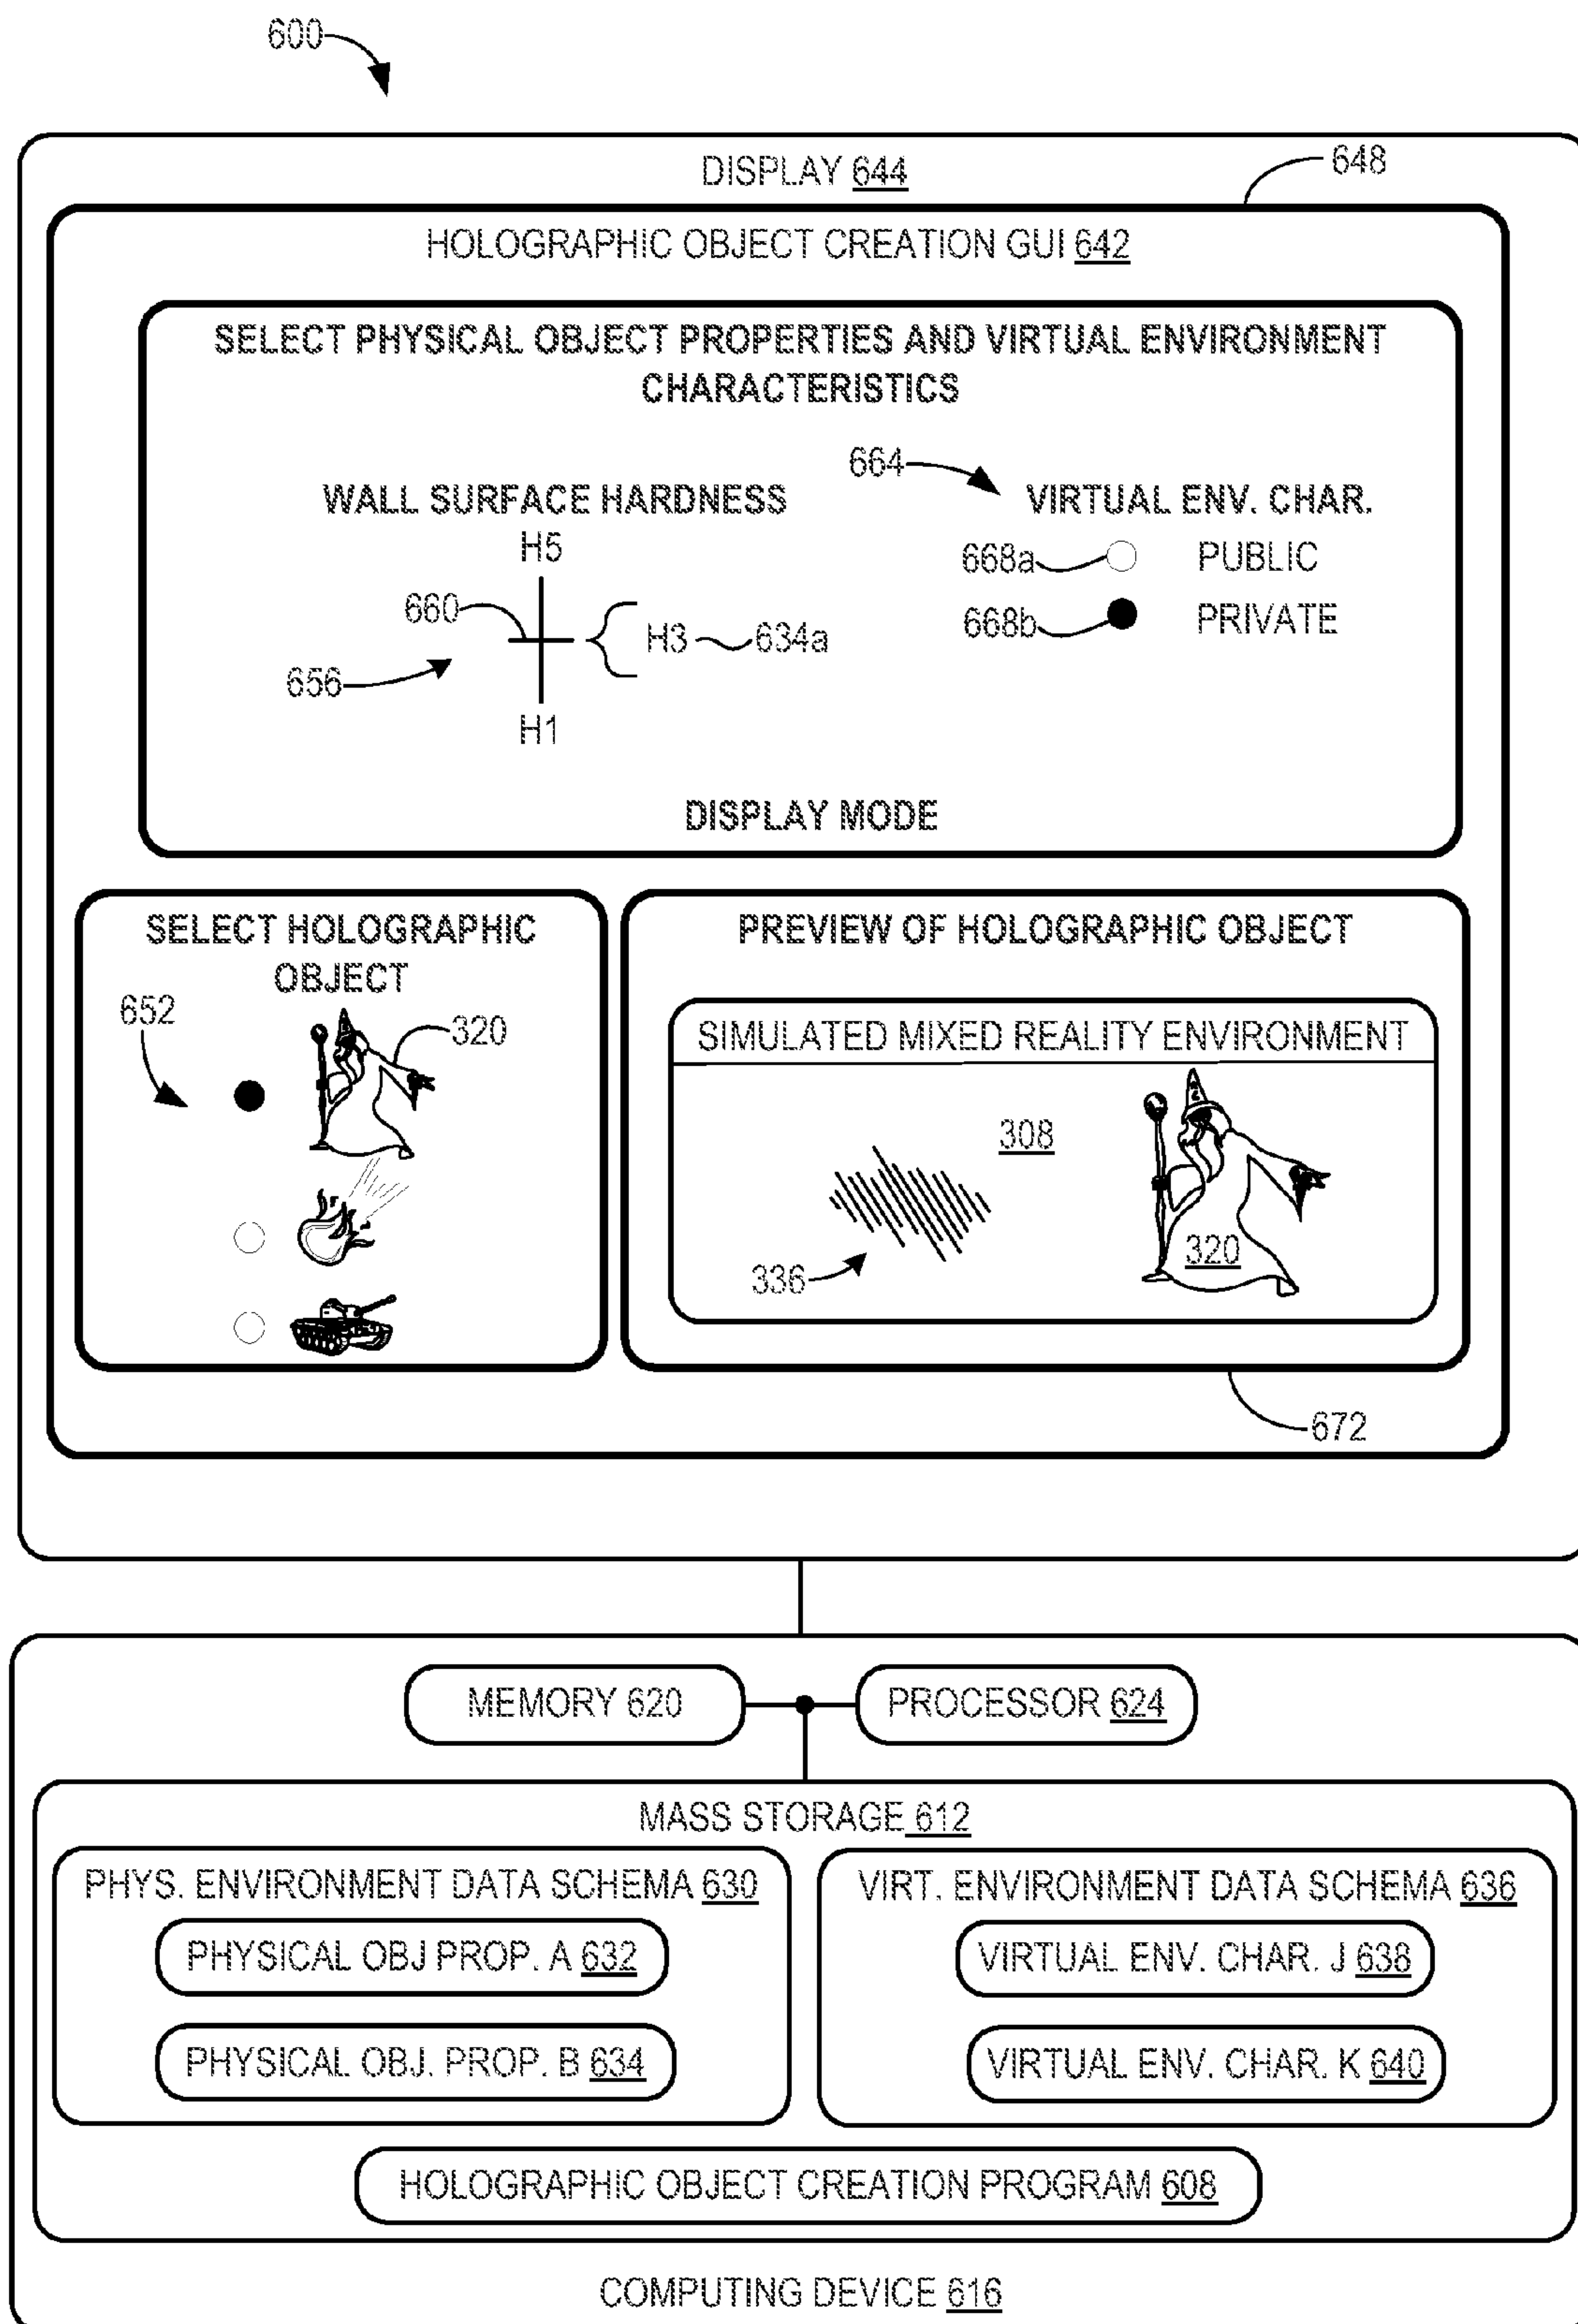 600
DISPLAY 644
648
HOLOGRAPHIC OBJECT CREATION GUI 642
SELECT PHYSICAL OBJECT PROPERTIES AND VIRTUAL ENVIRONMENT
CHARACTERISTICS
664
WALL SURFACE HARDNESS
VIRTUAL ENV. CHAR.
H5
668a
PUBLIC
660
H3
634a
668b
PRIVATE
656
H1
DISPLAY MODE
SELECT HOLOGRAPHIC
OBJECT
652
320
PREVIEW OF HOLOGRAPHIC OBJECT
SIMULATED MIXED REALITY ENVIRONMENT
308
336
320
672
MEMORY 620
PROCESSOR 624
MASS STORAGE 612
PHYS. ENVIRONMENT DATA SCHEMA 630
PHYSICAL OBJ PROP. A 632
PHYSICAL OBJ. PROP. B 634
VIRT. ENVIRONMENT DATA SCHEMA 636
VIRTUAL ENV. CHAR. J 638
VIRTUAL ENV. CHAR. K 640
HOLOGRAPHIC OBJECT CREATION PROGRAM 608
COMPUTING DEVICE 616